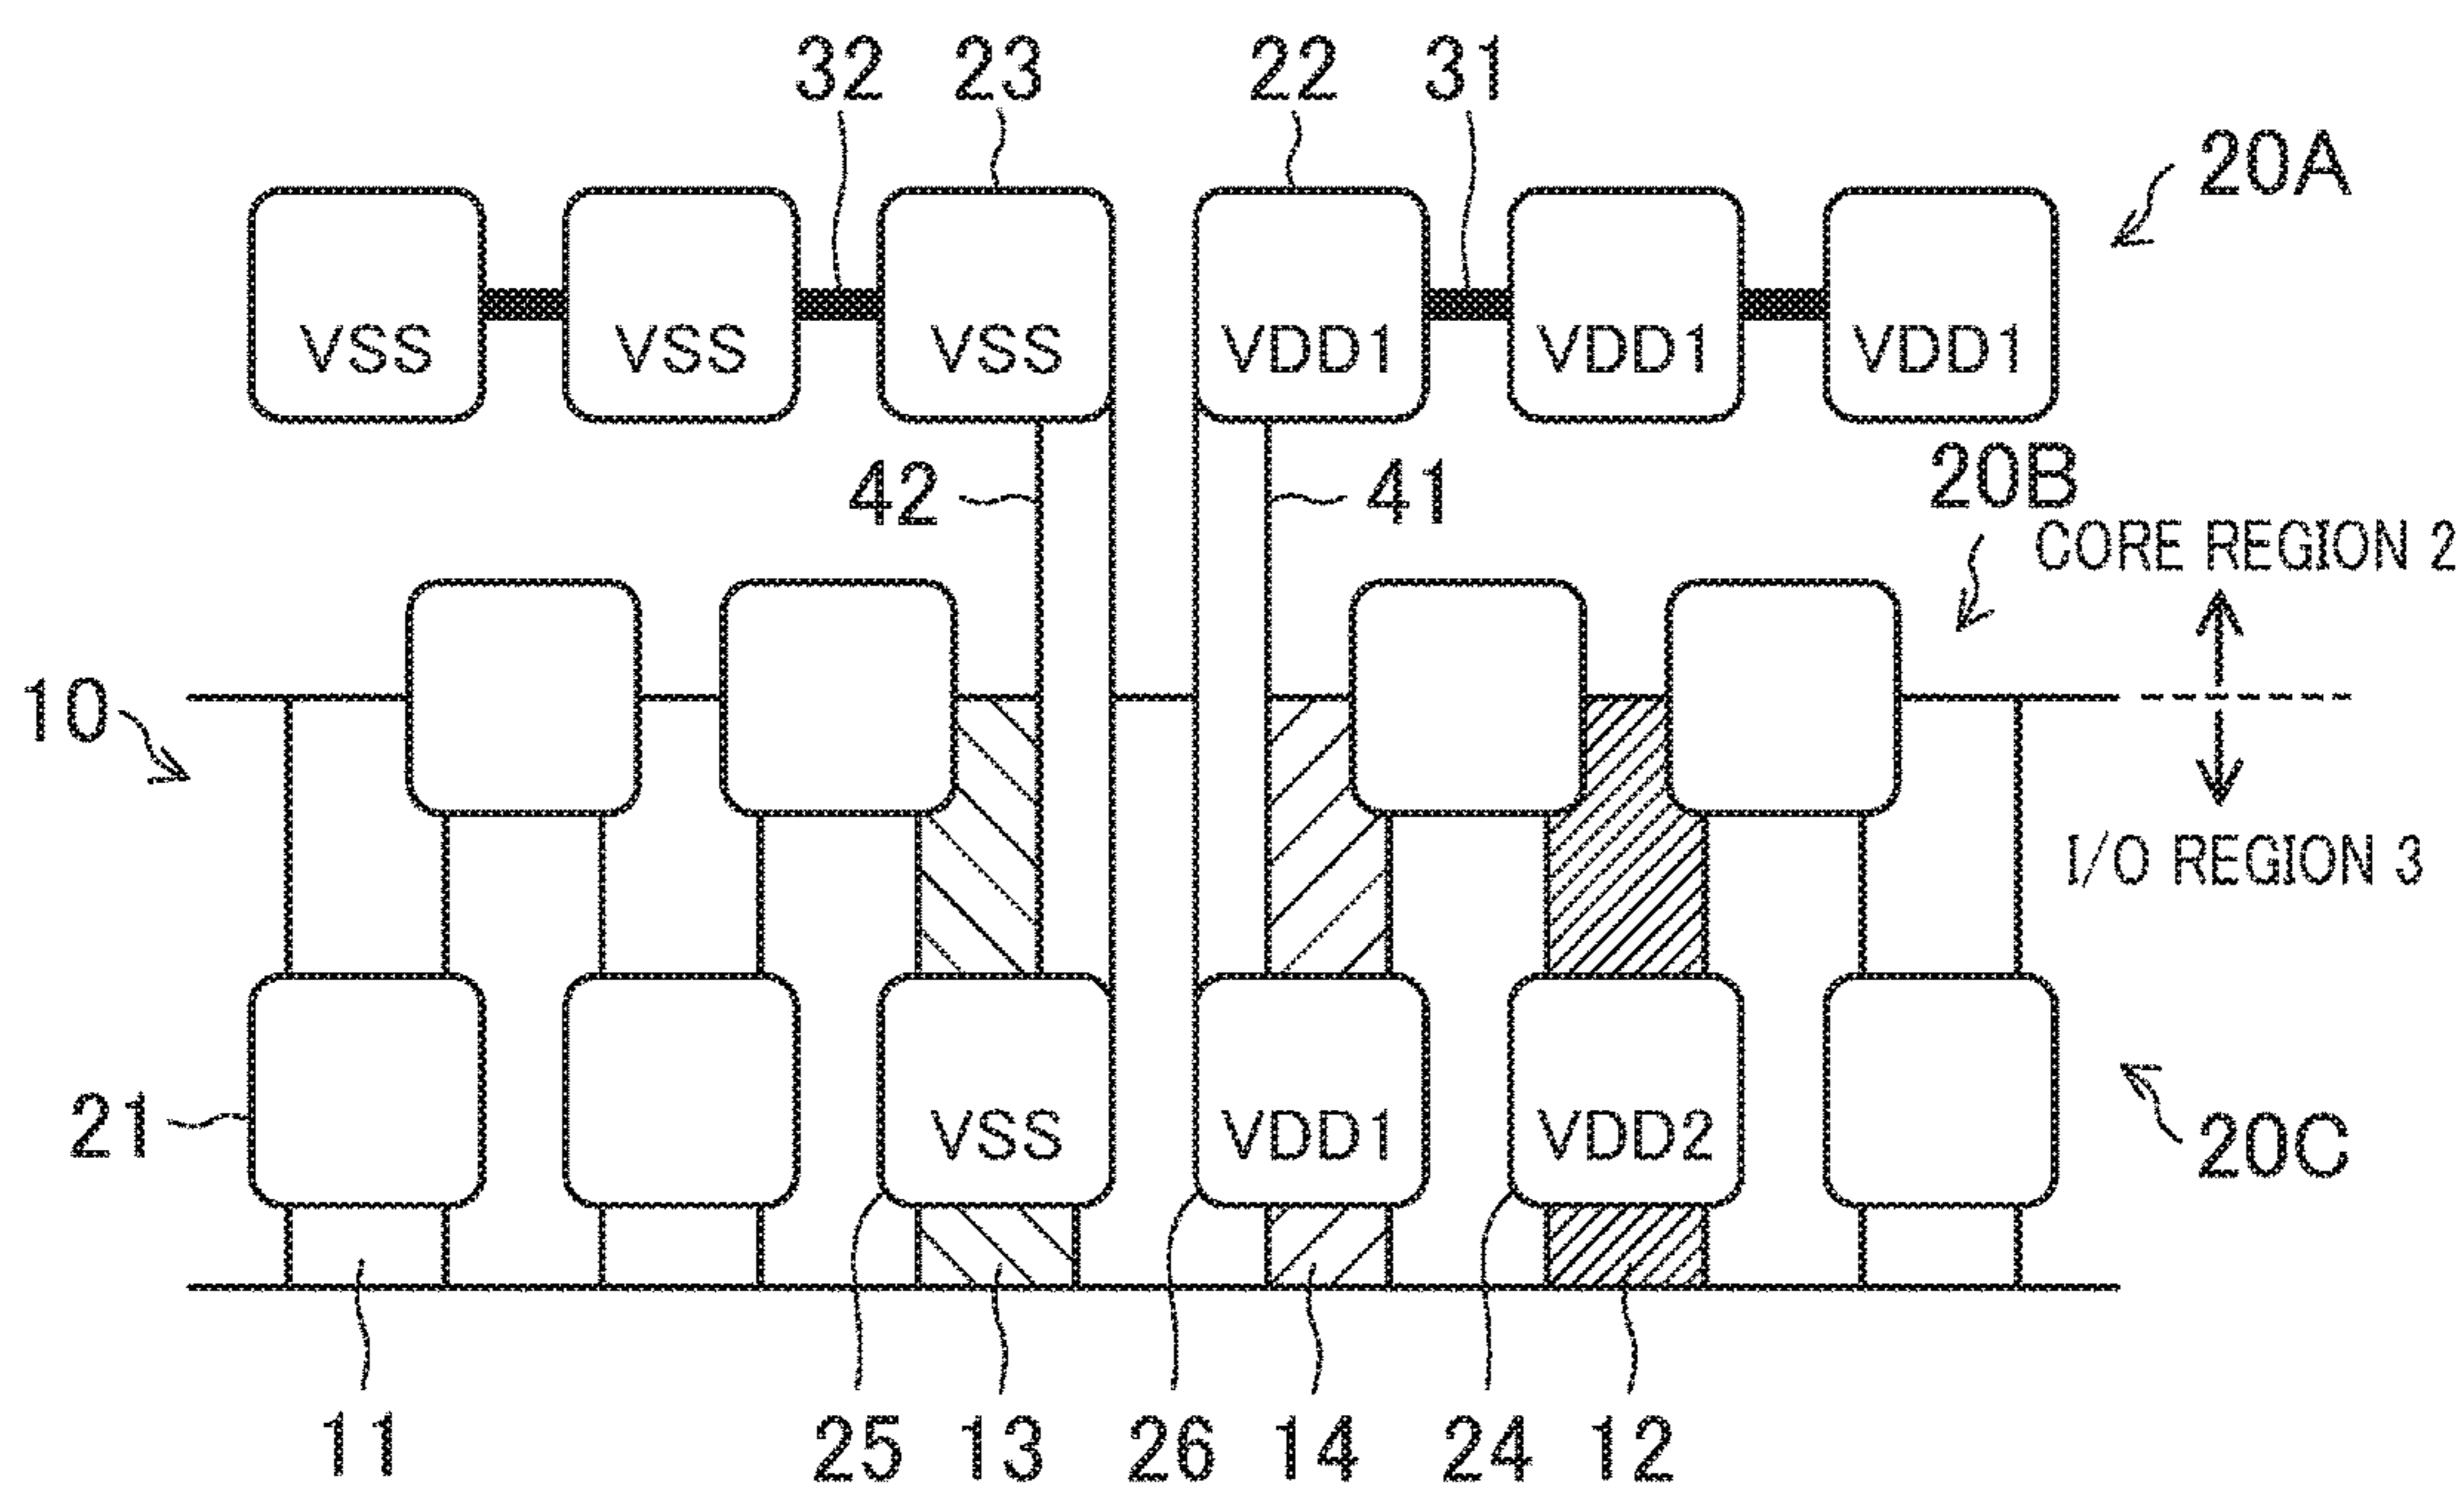 32 23 22 31
20A
VSS VSS VSS VDD1 VDD1 VDD1
42 41 20B
CORE REGION 2
10
I/O REGION 3
21 VSS VDD1 VDD2 20C
11 25 13 26 14 24 12